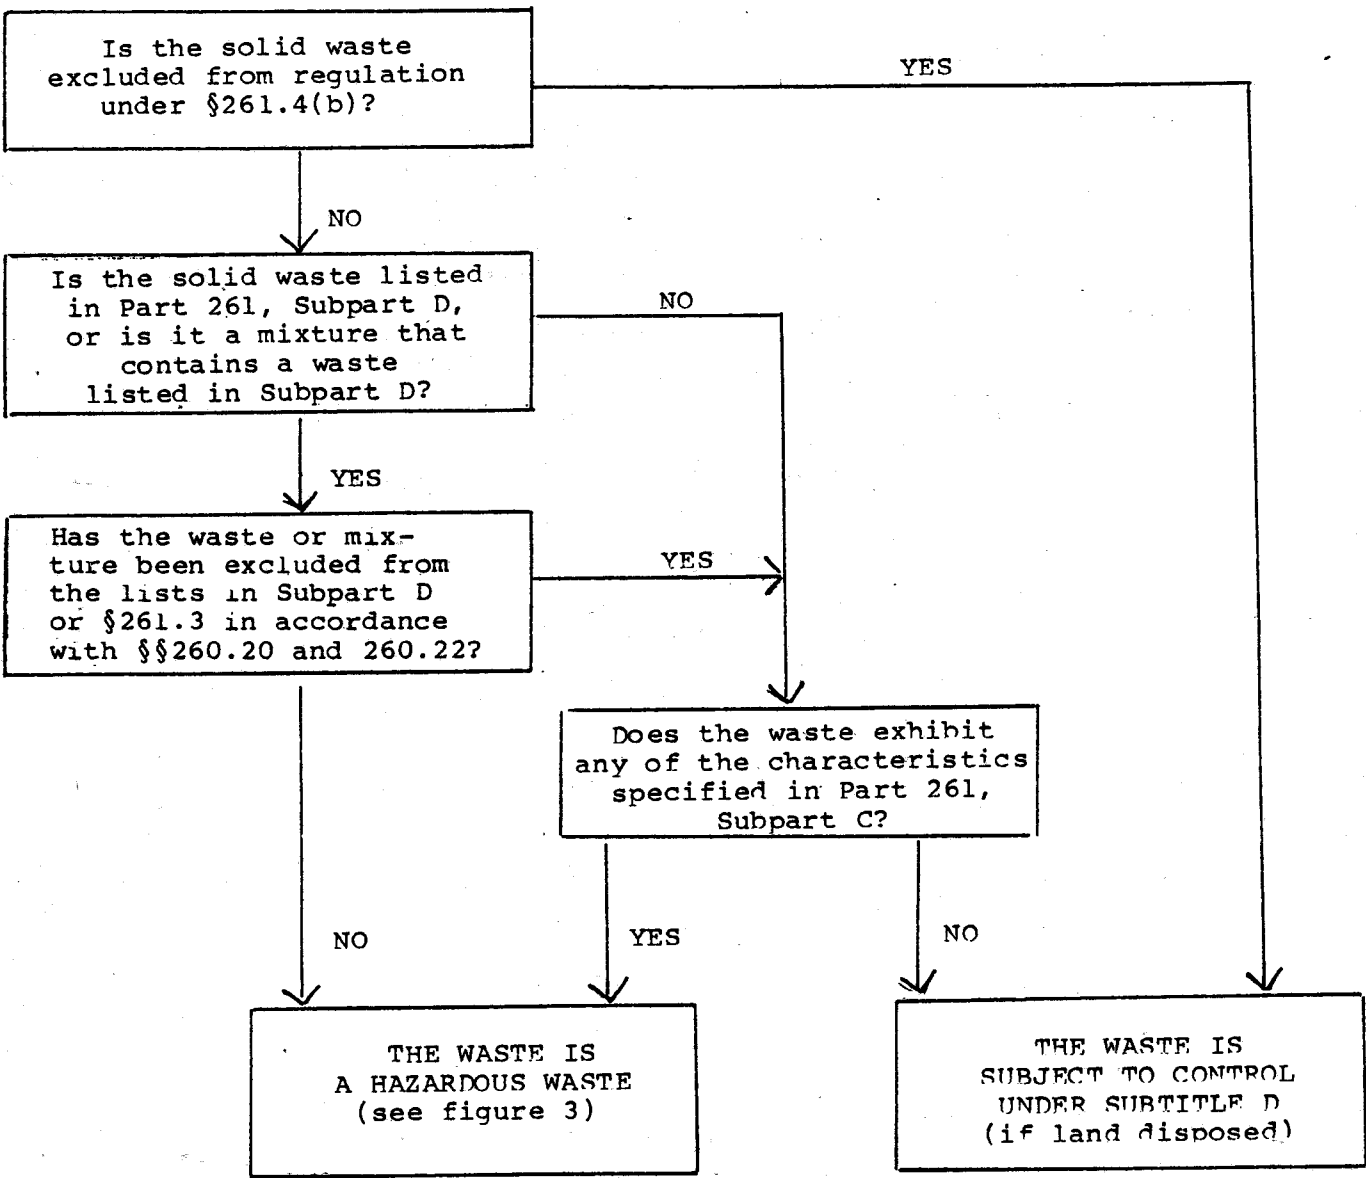 Is the solid waste
excluded from regulation
under §261.4(b)?
YES
NO
Is the solid waste listed
in Part 261, Subpart D,
or is it a mixture that
contains a waste
listed in Subpart D?
NO
YES
Has the waste or mix-
ture been excluded from
the lists in Subpart D
or §261.3 in accordance
with §§260.20 and 260.22?
YES
Does the waste exhibit
any of the characteristics
specified in Part 261,
Subpart C?
NO
YES
NO
THE WASTE IS
A HAZARDOUS WASTE
(see figure 3)
THE WASTE IS
SUBJECT TO CONTROL
UNDER SUBTITLE D
(if land disposed)